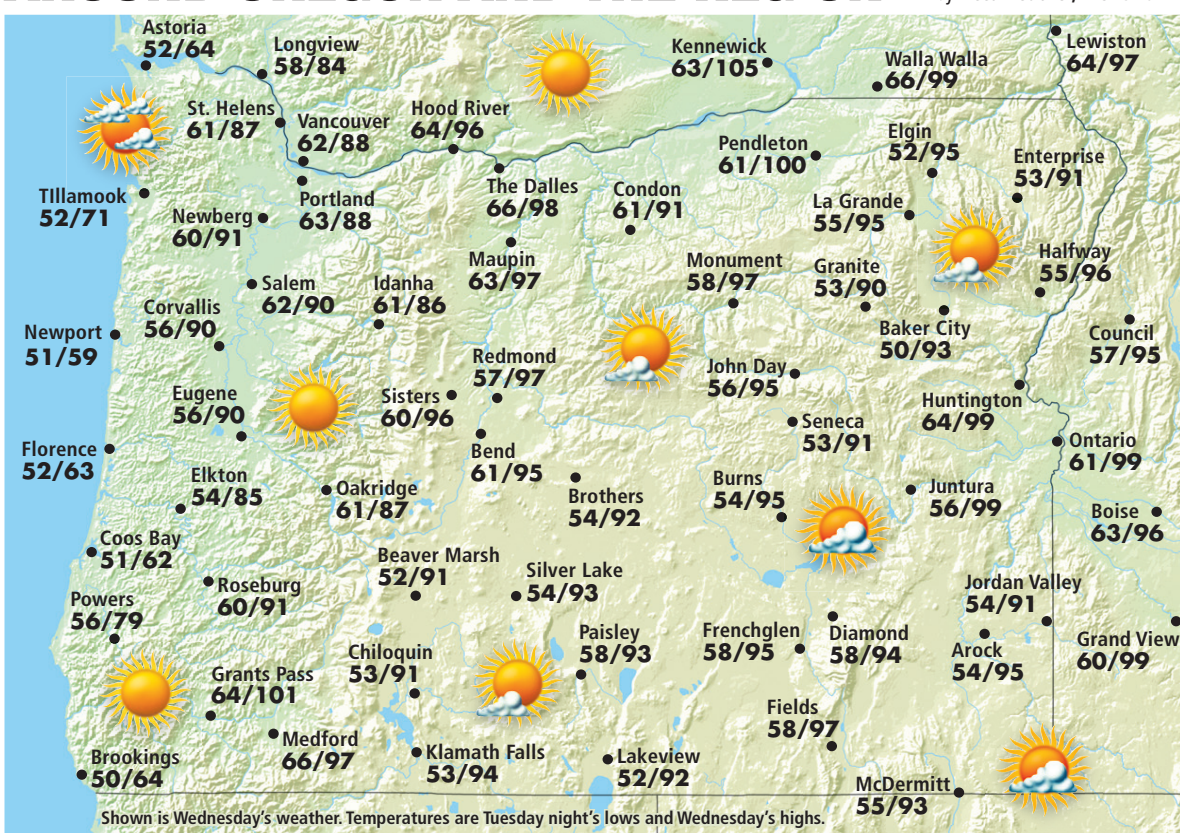 Astoria
52/64
Longview
58/84
Kennewick
63/105
Walla Walla
66/99
Lewiston
64/97
St. Helens
61/87
Vancouver
62/88
Hood River
64/96
Pendleton
61/100
Elgin
52/95
Enterprise
53/91
TIllamook
52/71
Newberg
60/91
Portland
63/88
The Dalles
66/98
Condon
61/91
La Grande
55/95
Maupin
63/97
Monument
58/97
Granite
53/90
Halfway
55/96
Salem
62/90
Idanha
61/86
Corvallis
56/90
Newport
51/59
Baker City
50/93
Council
57/95
Redmond
57/97
John Day
56/95
Eugene
56/90
Sisters
60/96
Huntington
64/99
Seneca
53/91
Florence
52/63
Bend
61/95
Ontario
61/99
Elkton
54/85
Oakridge
61/87
Brothers
54/92
Burns
54/95
Juntura
56/99
Boise
63/96
Coos Bay
51/62
Beaver Marsh
52/91
Silver Lake
54/93
Roseburg
60/91
Jordan Valley
54/91
Powers
56/79
Paisley
58/93
Frenchglen
58/95
Diamond
58/94
Arock
54/95
Grand View
60/99
Chiloquin
53/91
Grants Pass
64/101
Fields
58/97
Medford
66/97
Klamath Falls
53/94
Lakeview
52/92
Brookings
50/64
McDermitt
55/93
Shown is Wednesday's weather. Temperatures are Tuesday night's lows and Wednesday's highs.